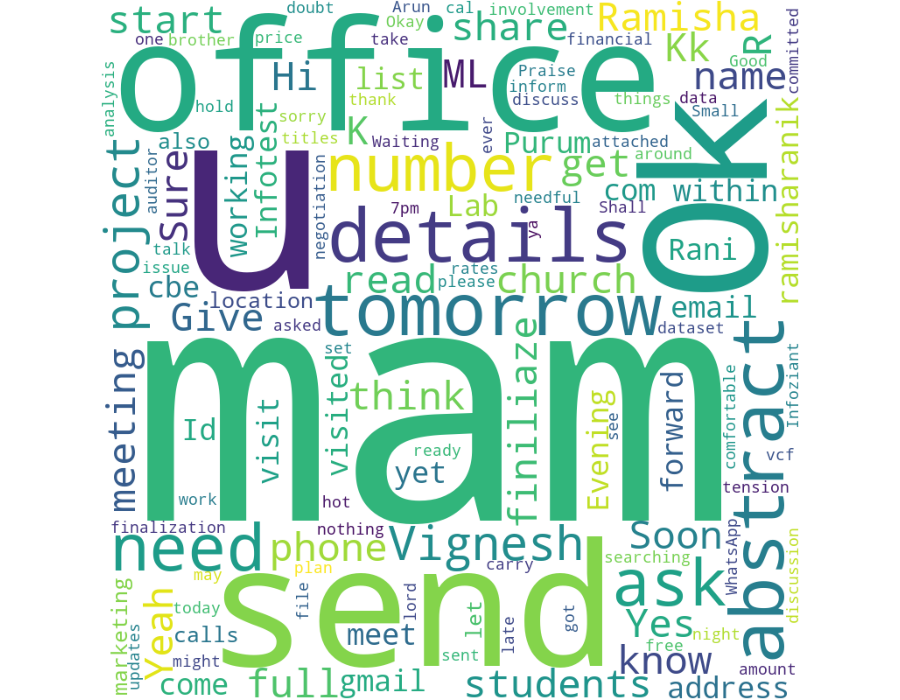 doubt Arun cal involvement
start Okay share Ramisha
one brother price take financial Kk R committed
office
Hi list ML Praise inform discuss Good name
analysis hold thank things data Small
sorry K Waiting ever Purum attached
also titles Infotest working number get around ok
auditor Sure u negotiation 7pm Lab needful Shall com within ramisharanik
project talk details ya Rani
issue read rates please church
cbe location tomorrow email
Give asked dataset
meeting set mam finiliaze abstract Infoziant
visited think Evening see forward comfortable
Id visit yet ready vcf
work hot tension
finalization nothing
need phone Vignesh Soon WhatsApp discussion
may plan carry searching
send ask
marketing updates Yeah today file lord let late got Yes night
calls meet free
might sent know amount
come full gmail students address